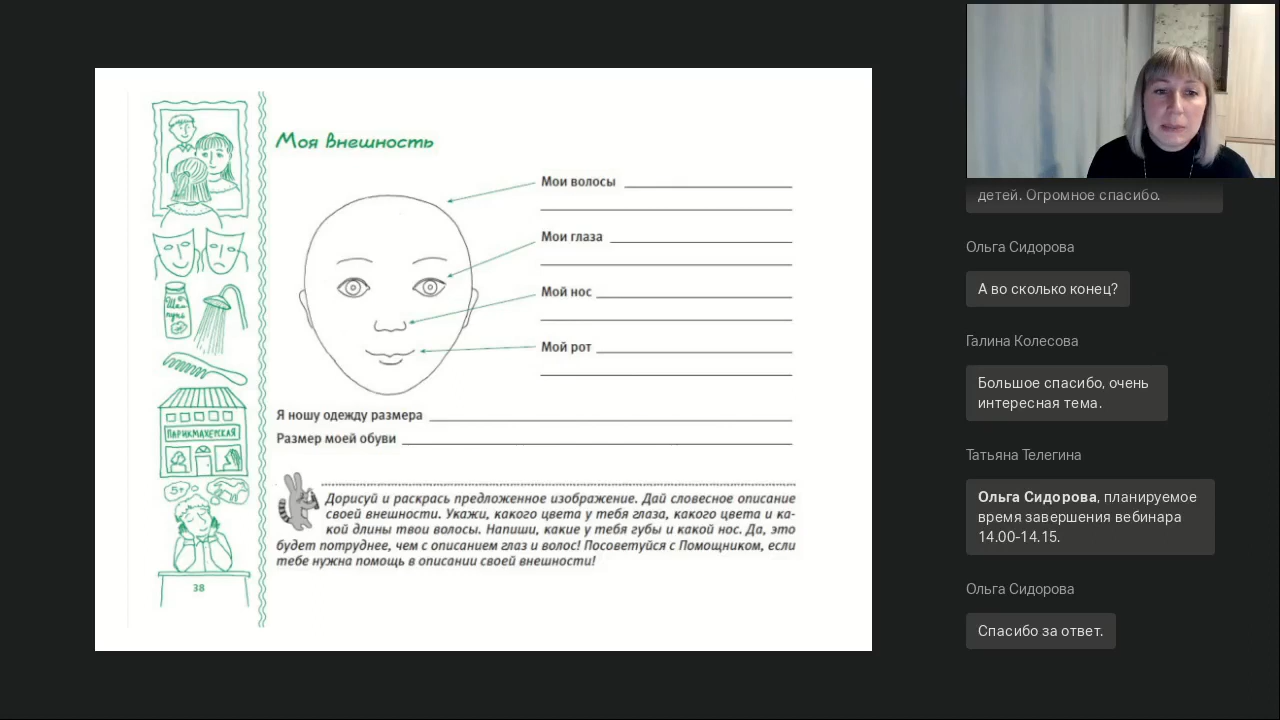 Моя внешность
Мои волосы
Мои глаза
Мой нос
Мой рот
Я ношу одежду размера
Размер моей обуви
Дорисуй и раскрась предложенное изображение. Дай словесное описание
своей внешности. Укажи, какого цвета у тебя глаза, какого цвета и ка-
кой длины твои волосы. Напиши, какие у тебя губы и какой нос. Да, это
будет потруднее, чем с описанием глаз и волос! Посоветуйся с Помощником, если
тебе нужна помощь в описании своей внешности!
Шам
пунь
ПАРИКМАХЕРСКАЯ
5+
38
детей. Огромное спасибо.
Ольга Сидорова
А во сколько конец?
Галина Колесова
Большое спасибо, очень
интересная тема.
Татьяна Телегина
Ольга Сидорова, планируемое
время завершения вебинара
14.00-14.15.
Ольга Сидорова
Спасибо за ответ.